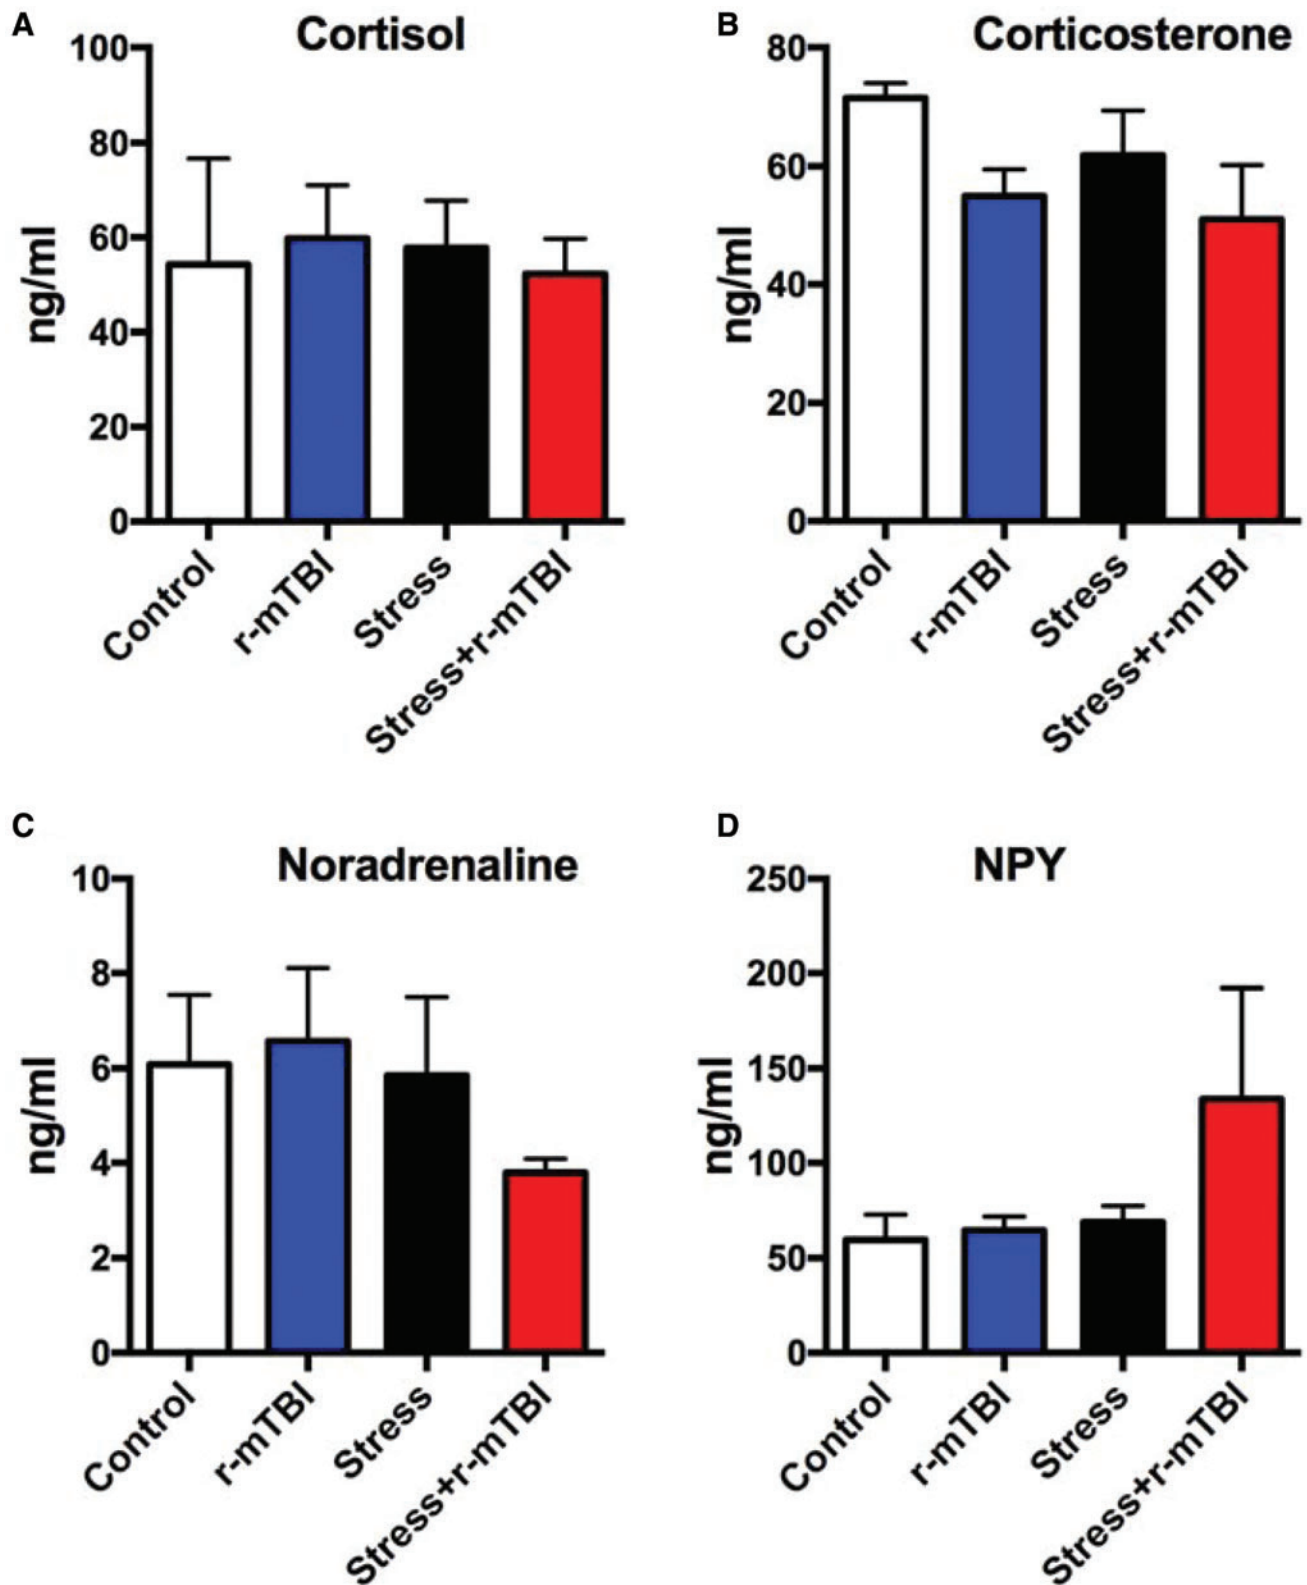 A
Cortisol
100
80
60
40
20
0
ng/ml
Control
r-mTBI
Stress
Stress+r-mTBI
B
Corticosterone
80
60
40
20
0
ng/ml
Control
r-mTBI
Stress
Stress+r-mTBI
C
Noradrenaline
10
8
6
4
2
0
ng/ml
Control
r-mTBI
Stress
Stress+r-mTBI
D
NPY
250
200
150
100
50
0
ng/ml
Control
r-mTBI
Stress
Stress+r-mTBI